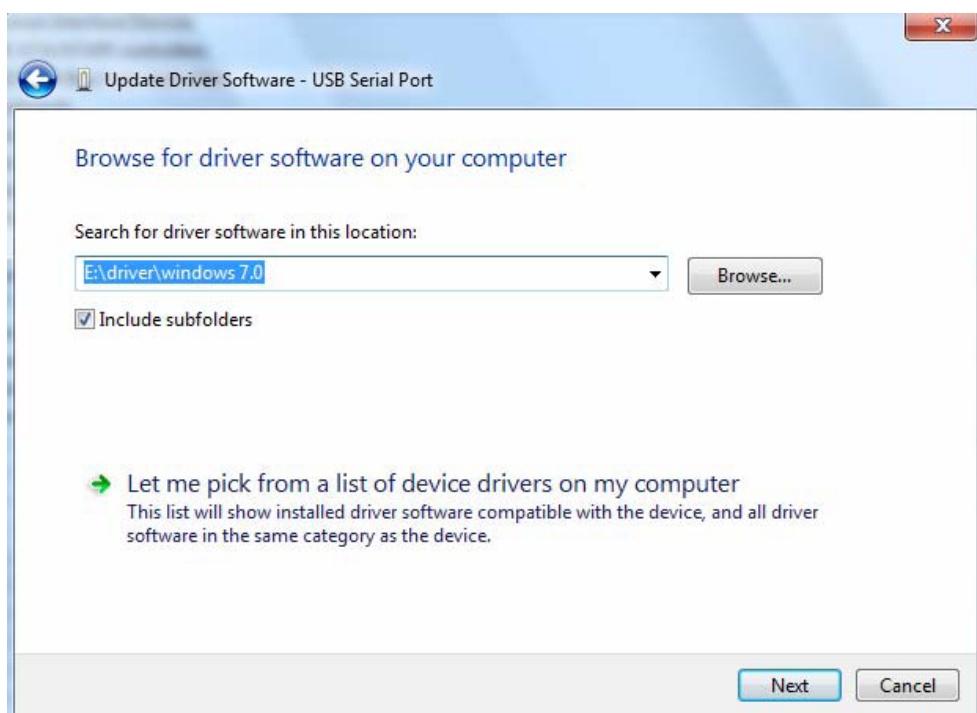 Update Driver Software - USB Serial Port
Browse for driver software on your computer
Search for driver software in this location:
E:\driver\windows 7.0
Browse...
Include subfolders
Let me pick from a list of device drivers on my computer
This list will show installed driver software compatible with the device, and all driver
software in the same category as the device.
Next
Cancel